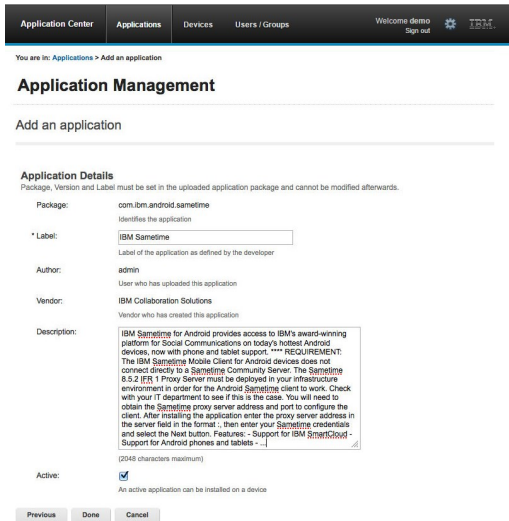 Application Center Applications Devices Users / Groups Welcome demo IBM.
Sign out
You are in: Applications > Add an application
Application Management
Add an application
Application Details
Package, Version and Label must be set in the uploaded application package and cannot be modified afterwards.
Package: com.ibm.android.sametime
Identifies the application
* Label: IBM Sametime
Label of the application as defined by the developer
Author: admin
User who has uploaded this application
Vendor: IBM Collaboration Solutions
Vendor who has created this application
Description: IBM Sametime for Android provides access to IBM's award-winning
platform for Social Communications on today's hottest Android
devices, now with phone and tablet support. **** REQUIREMENT:
The IBM Sametime Mobile Client for Android devices does not
connect directly to a Sametime Community Server. The Sametime
8.5.2 IFR 1 Proxy Server must be deployed in your infrastructure
environment in order for the Android Sametime client to work. Check
with your IT department to see if this is the case. You will need to
obtain the Sametime proxy server address and port to configure the
client. After installing the application enter the proxy server address in
the server field in the format :, then enter your Sametime credentials
and select the Next button. Features: - Support for IBM SmartCloud -
Support for Android phones and tablets - ...
(2048 characters maximum)
Active:
An active application can be installed on a device
Previous Done Cancel